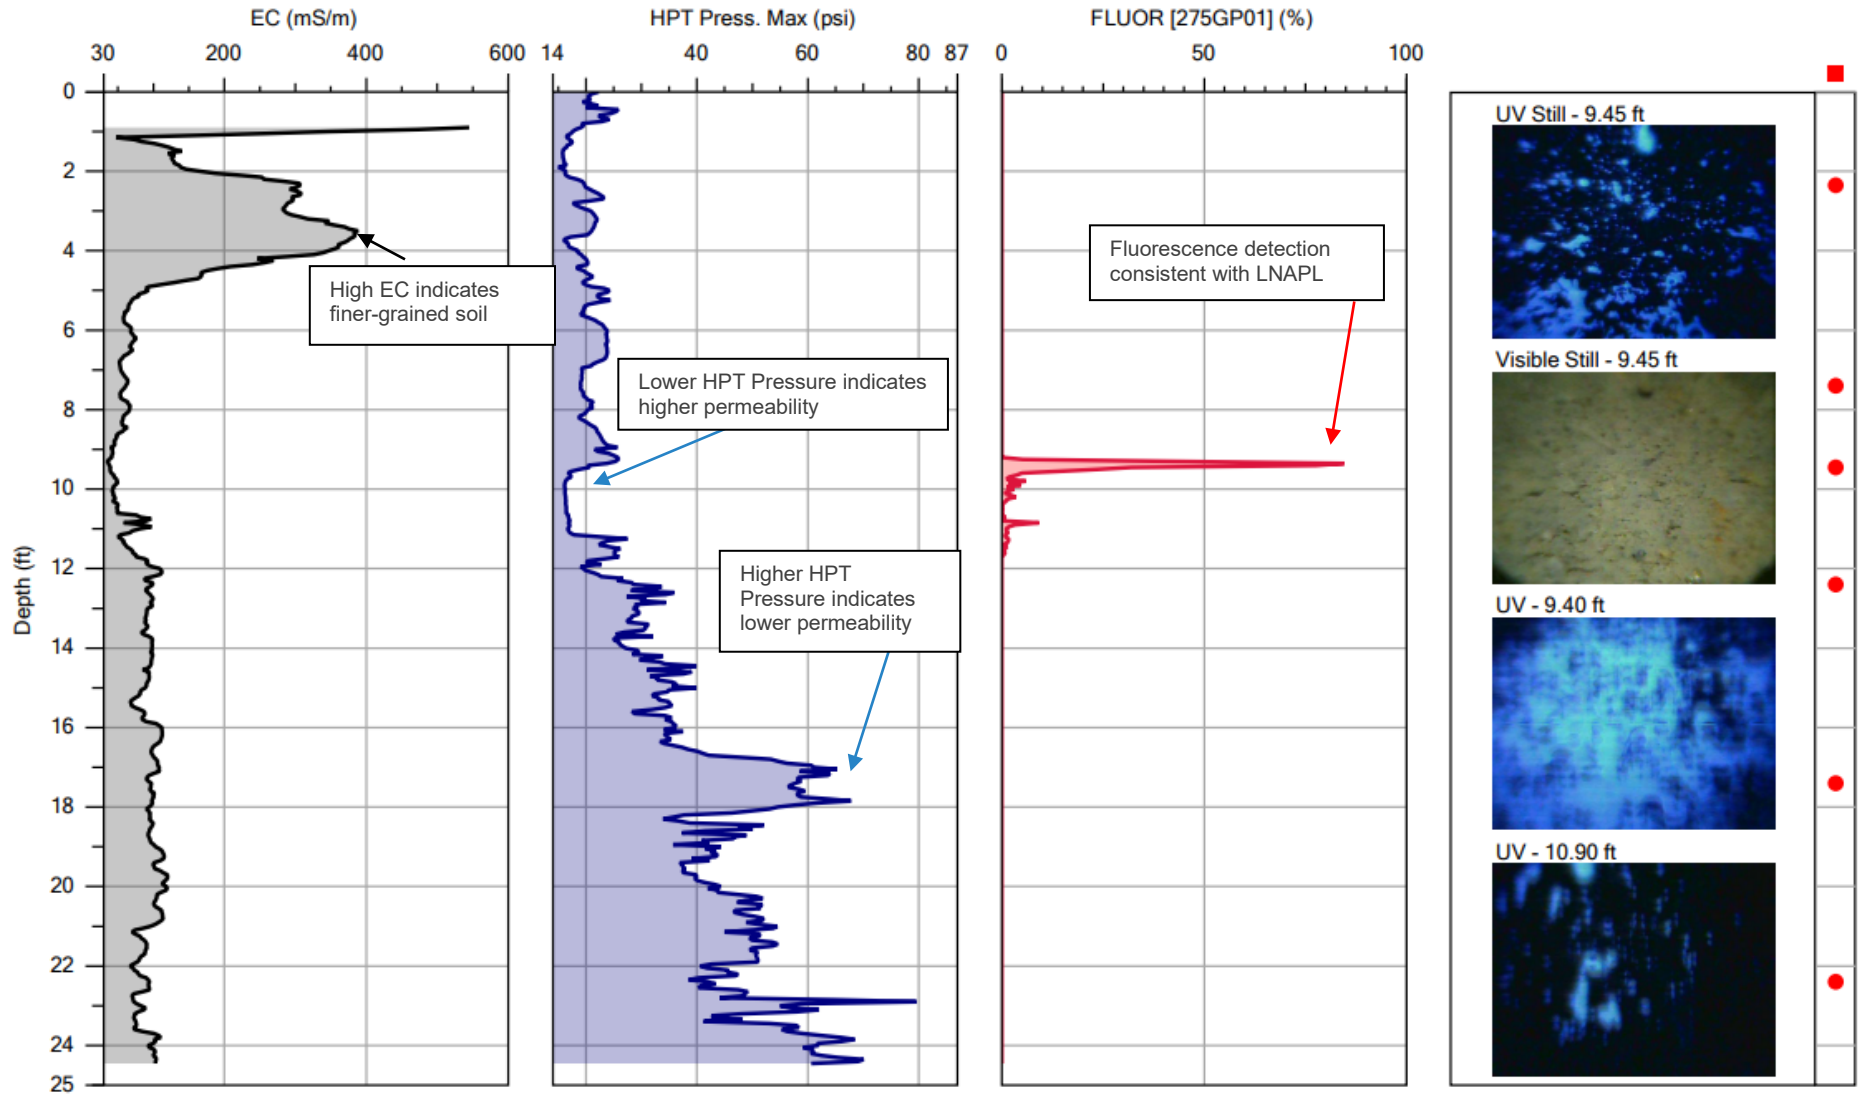 EC (mS/m)
HPT Press. Max (psi)
FLUOR [275GP01] (%)
30 200 400 600
14 40 60 80 87
0 50 100
Depth (ft)
0
2
4
6
8
10
12
14
16
18
20
22
24
25
High EC indicates
finer-grained soil
Lower HPT Pressure indicates
higher permeability
Higher HPT
Pressure indicates
lower permeability
Fluorescence detection
consistent with LNAPL
UV Still - 9.45 ft
Visible Still - 9.45 ft
UV - 9.40 ft
UV - 10.90 ft